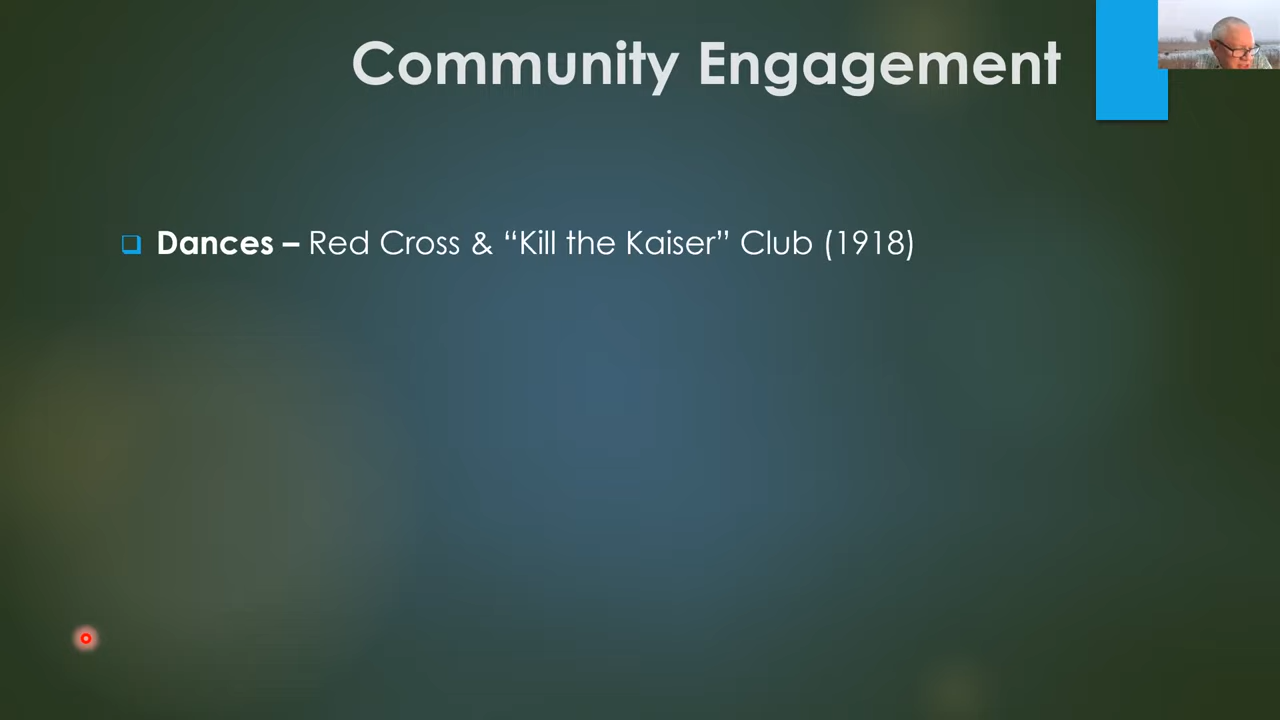 Community Engagement
Dances – Red Cross & “Kill the Kaiser” Club (1918)